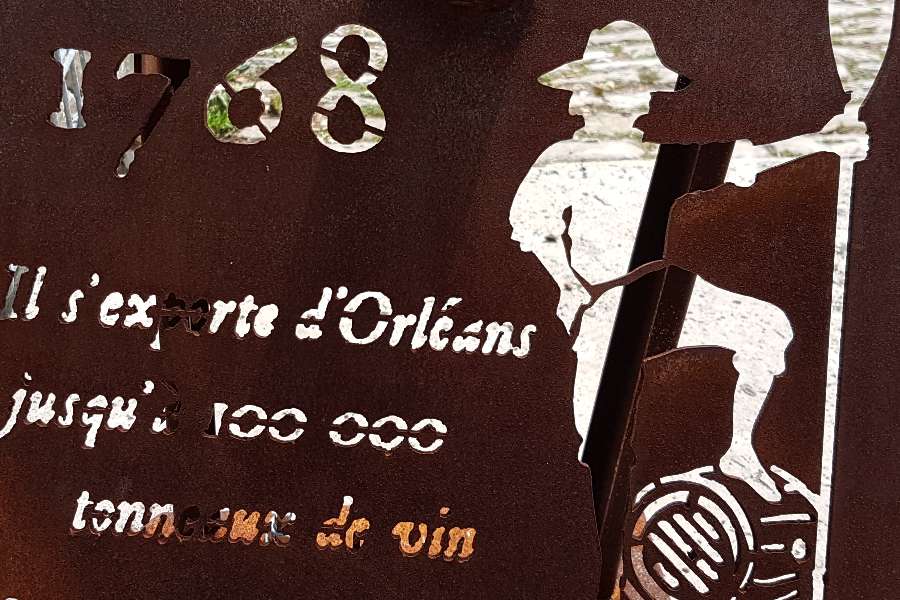 1768
Il s'exporte d'Orléans
jusqu'à 100 000
tonneaux de vin